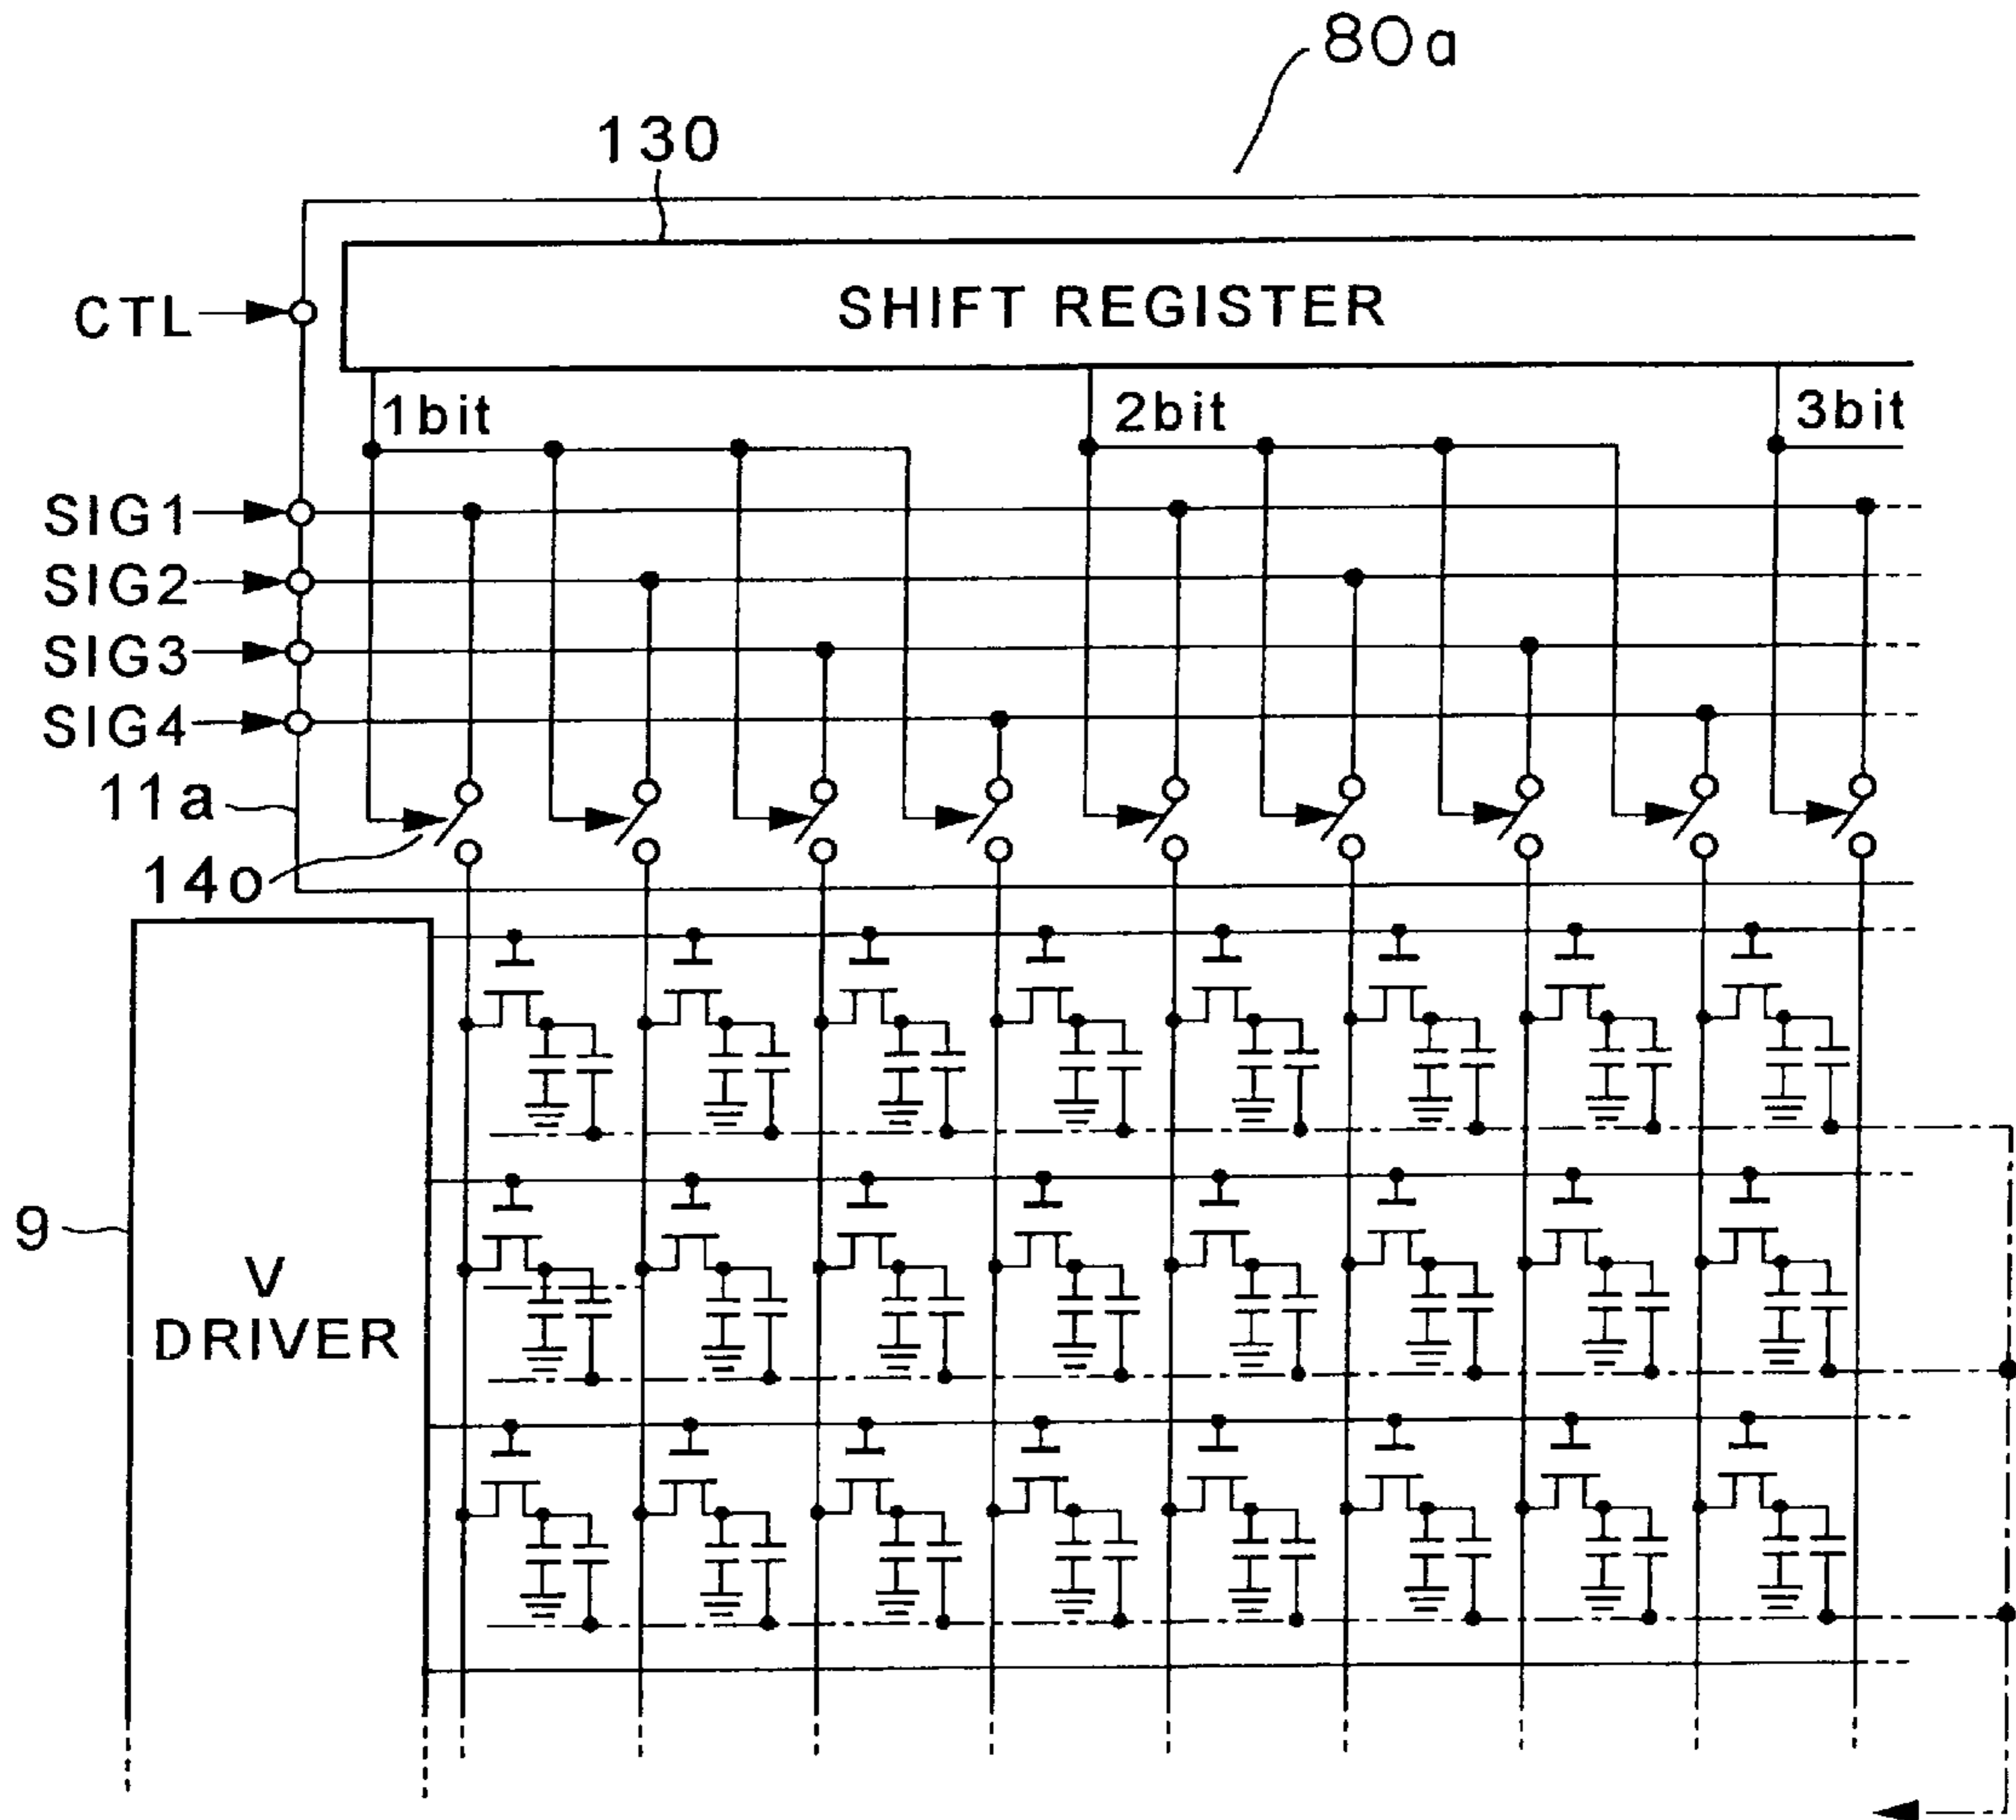 80a
130
CTL
SHIFT REGISTER
1bit
2bit
3bit
SIG1
SIG2
SIG3
SIG4
11a
14o
9
V
DRIVER